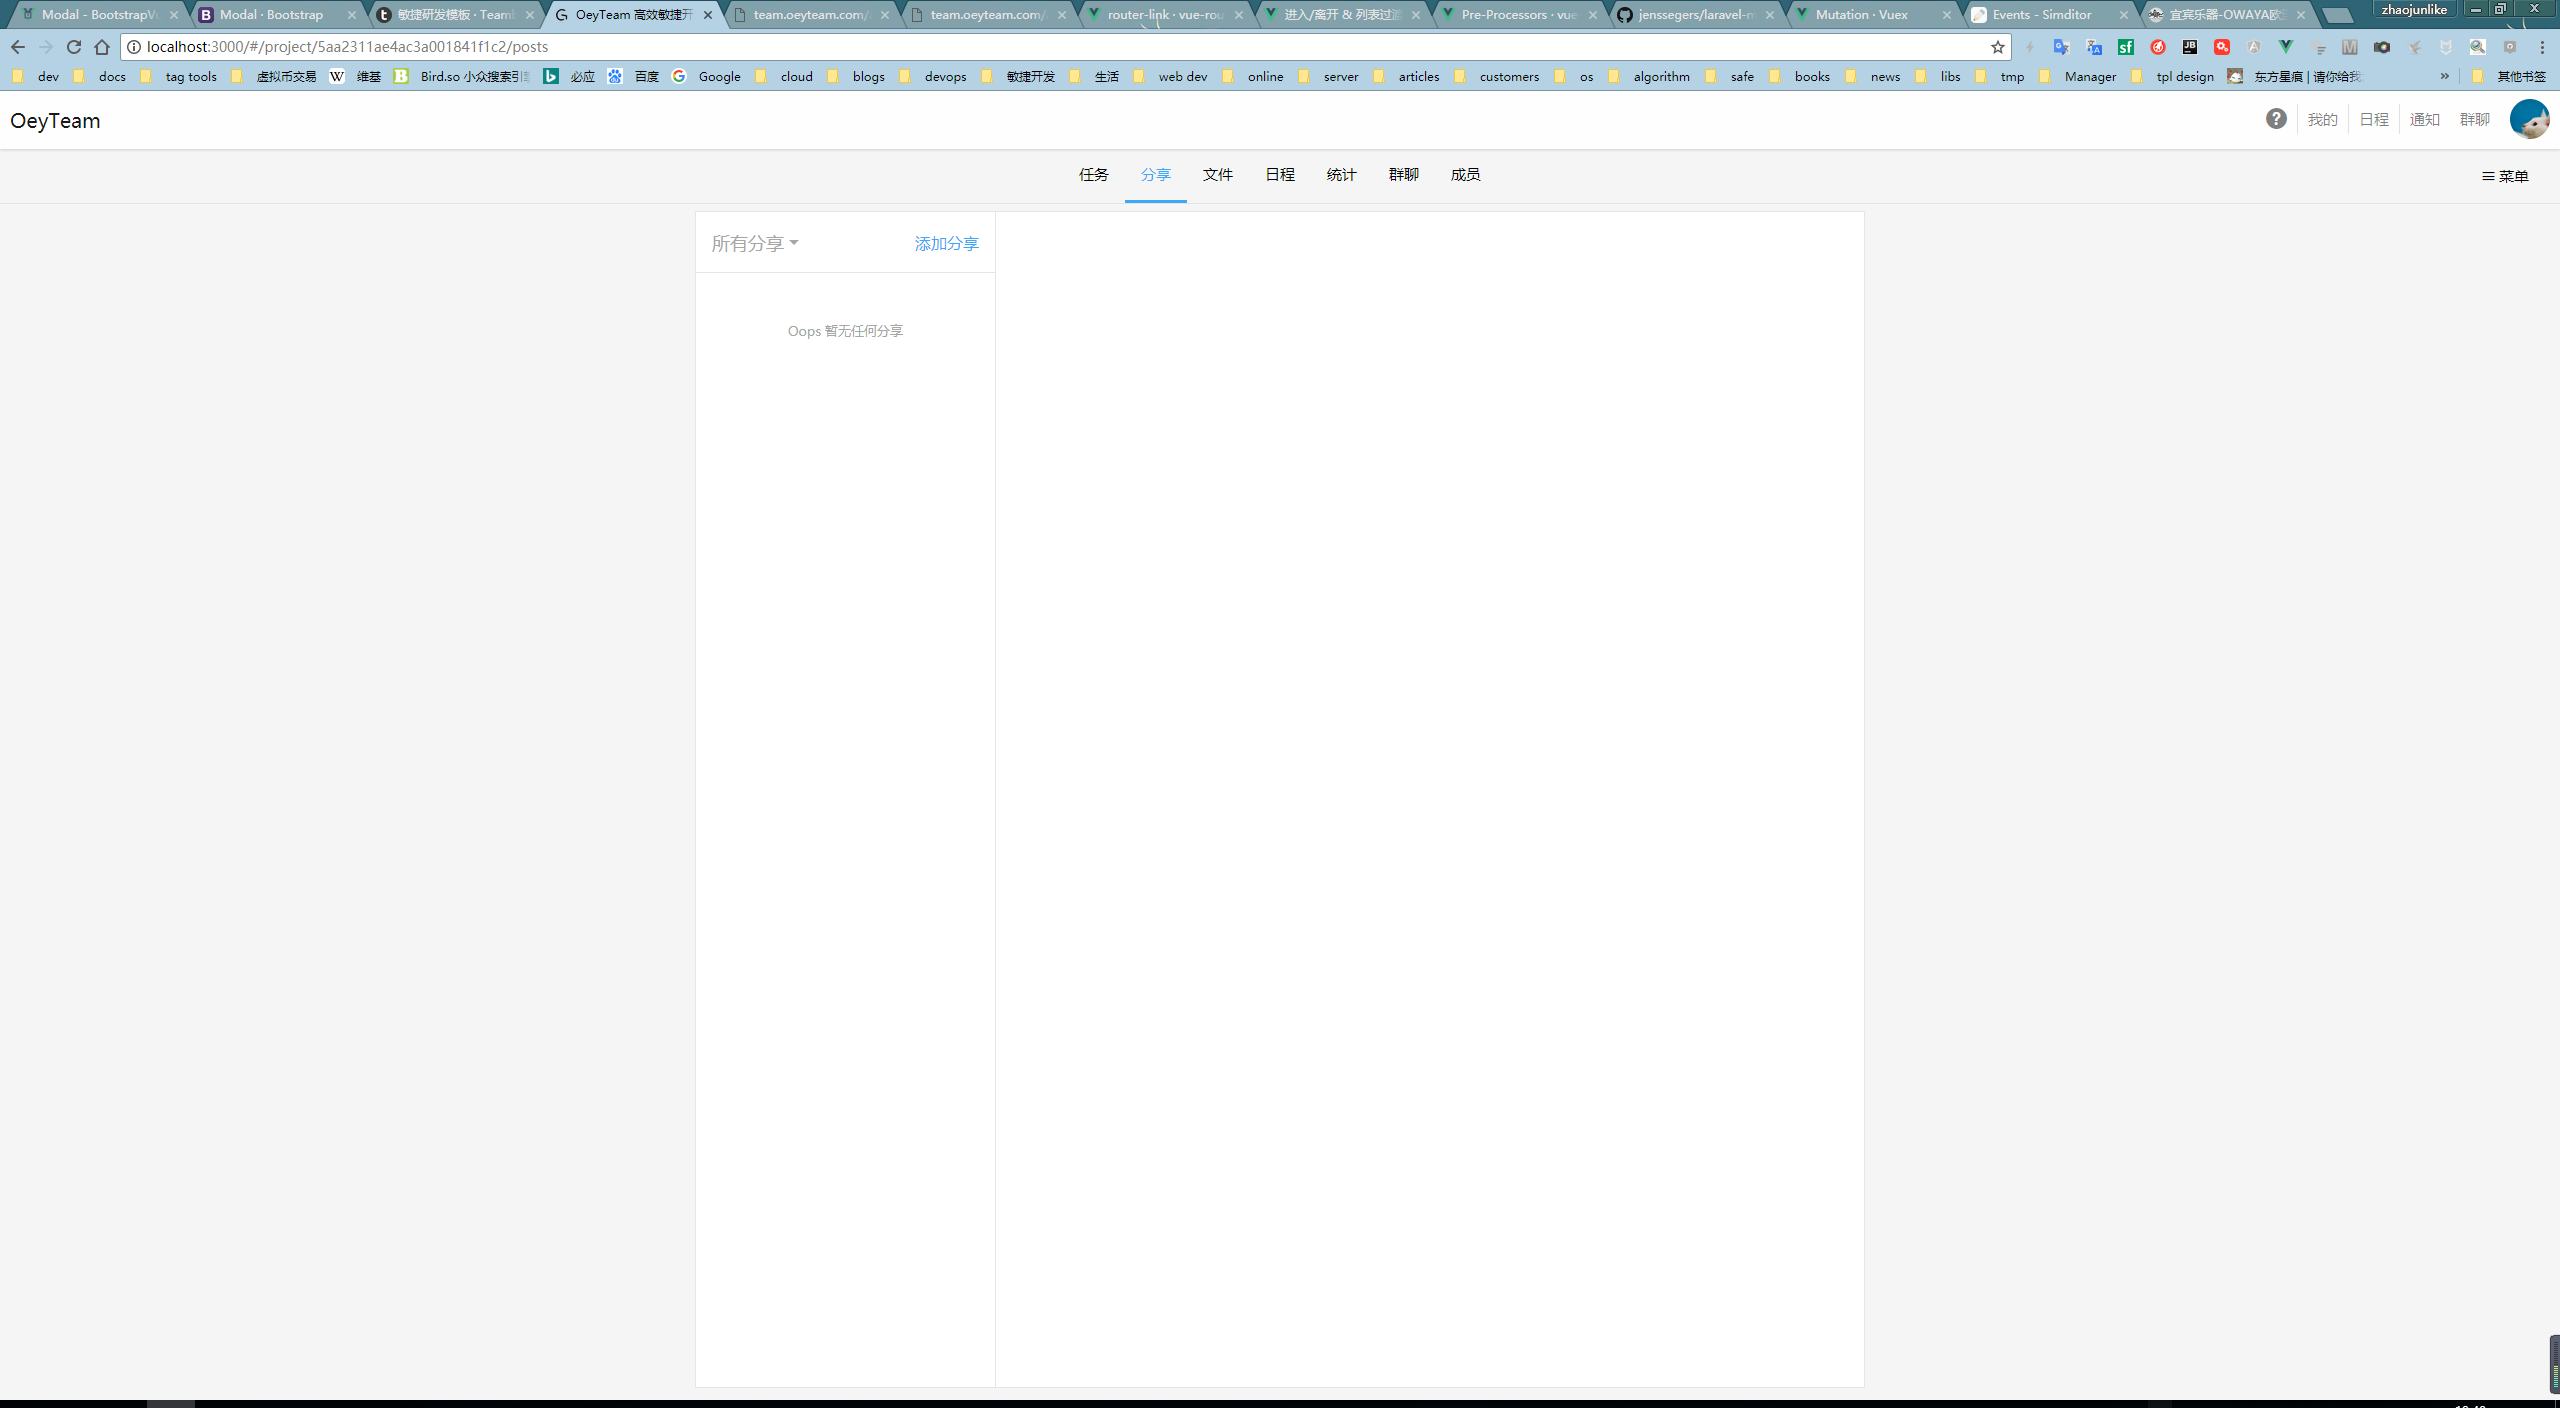 Modal - BootstrapV
Modal · Bootstrap
敏捷研发模板 · Team
OeyTeam 高效敏捷开
team.oeyteam.com/
team.oeyteam.com/
router-link · vue-rou
进入/离开 & 列表过渡
Pre-Processors · vue
jenssegers/laravel-m
Mutation · Vuex
Events - Simditor
宜宾乐器-OWAYA欧
zhaojunlike
localhost:3000/#/project/5aa2311ae4ac3a001841f1c2/posts
dev docs tag tools 虚拟币交易 维基 Bird.so 小众搜索引擎 必应 百度 Google cloud blogs devops 敏捷开发 生活 web dev online server articles customers os algorithm safe books news libs tmp Manager tpl design 东方星痕 | 请你给我 » 其他书签
OeyTeam
? 我的 日程 通知 群聊
任务 分享 文件 日程 统计 群聊 成员
菜单
所有分享 添加分享
Oops 暂无任何分享